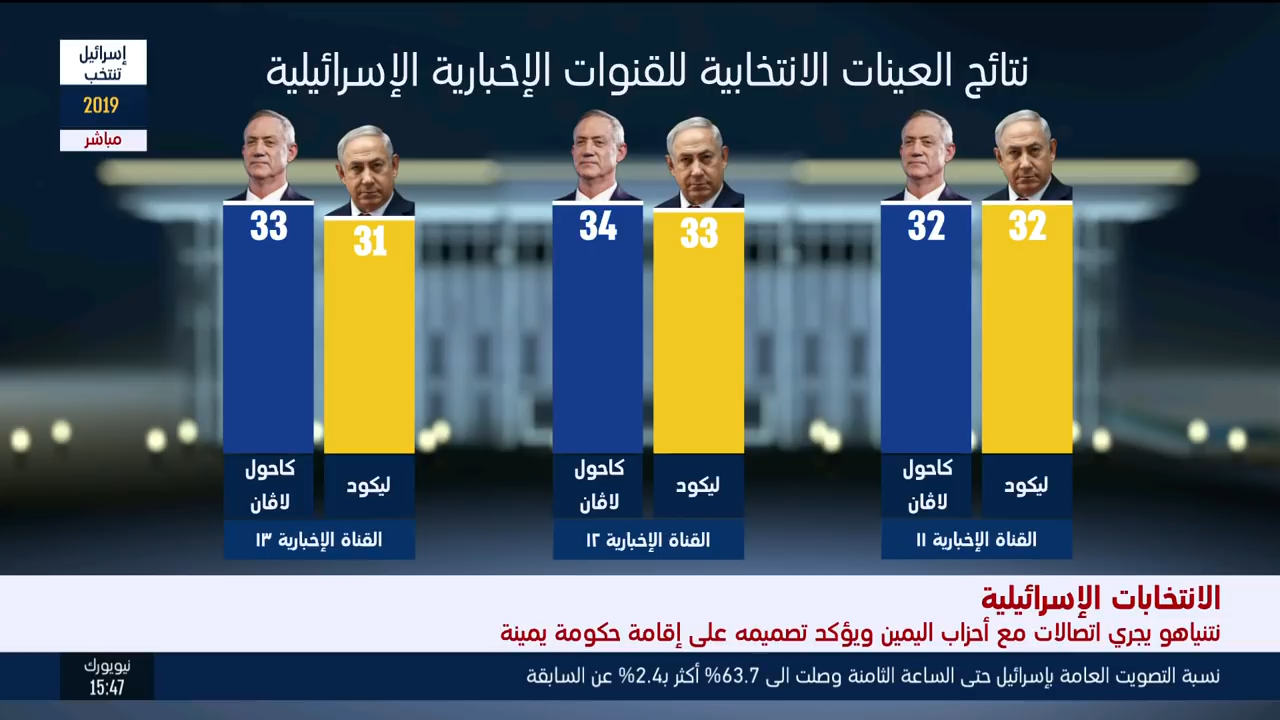 إسرائيل
تنتخب
2019
مباشر
نتائج العينات الانتخابية للقنوات الإخبارية الإسرائيلية
32
32
ليكود
كاحول
لاڤان
القناة الإخبارية ١١
33
34
ليكود
كاحول
لاڤان
القناة الإخبارية ١٢
31
33
ليكود
كاحول
لاڤان
القناة الإخبارية ١٣
الانتخابات الإسرائيلية
نتنياهو يجري اتصالات مع أحزاب اليمين ويؤكد تصميمه على إقامة حكومة يمينة
نسبة التصويت العامة بإسرائيل حتى الساعة الثامنة وصلت الى 63.7% أكثر بـ2.4% عن السابقة
نيويورك
15:47